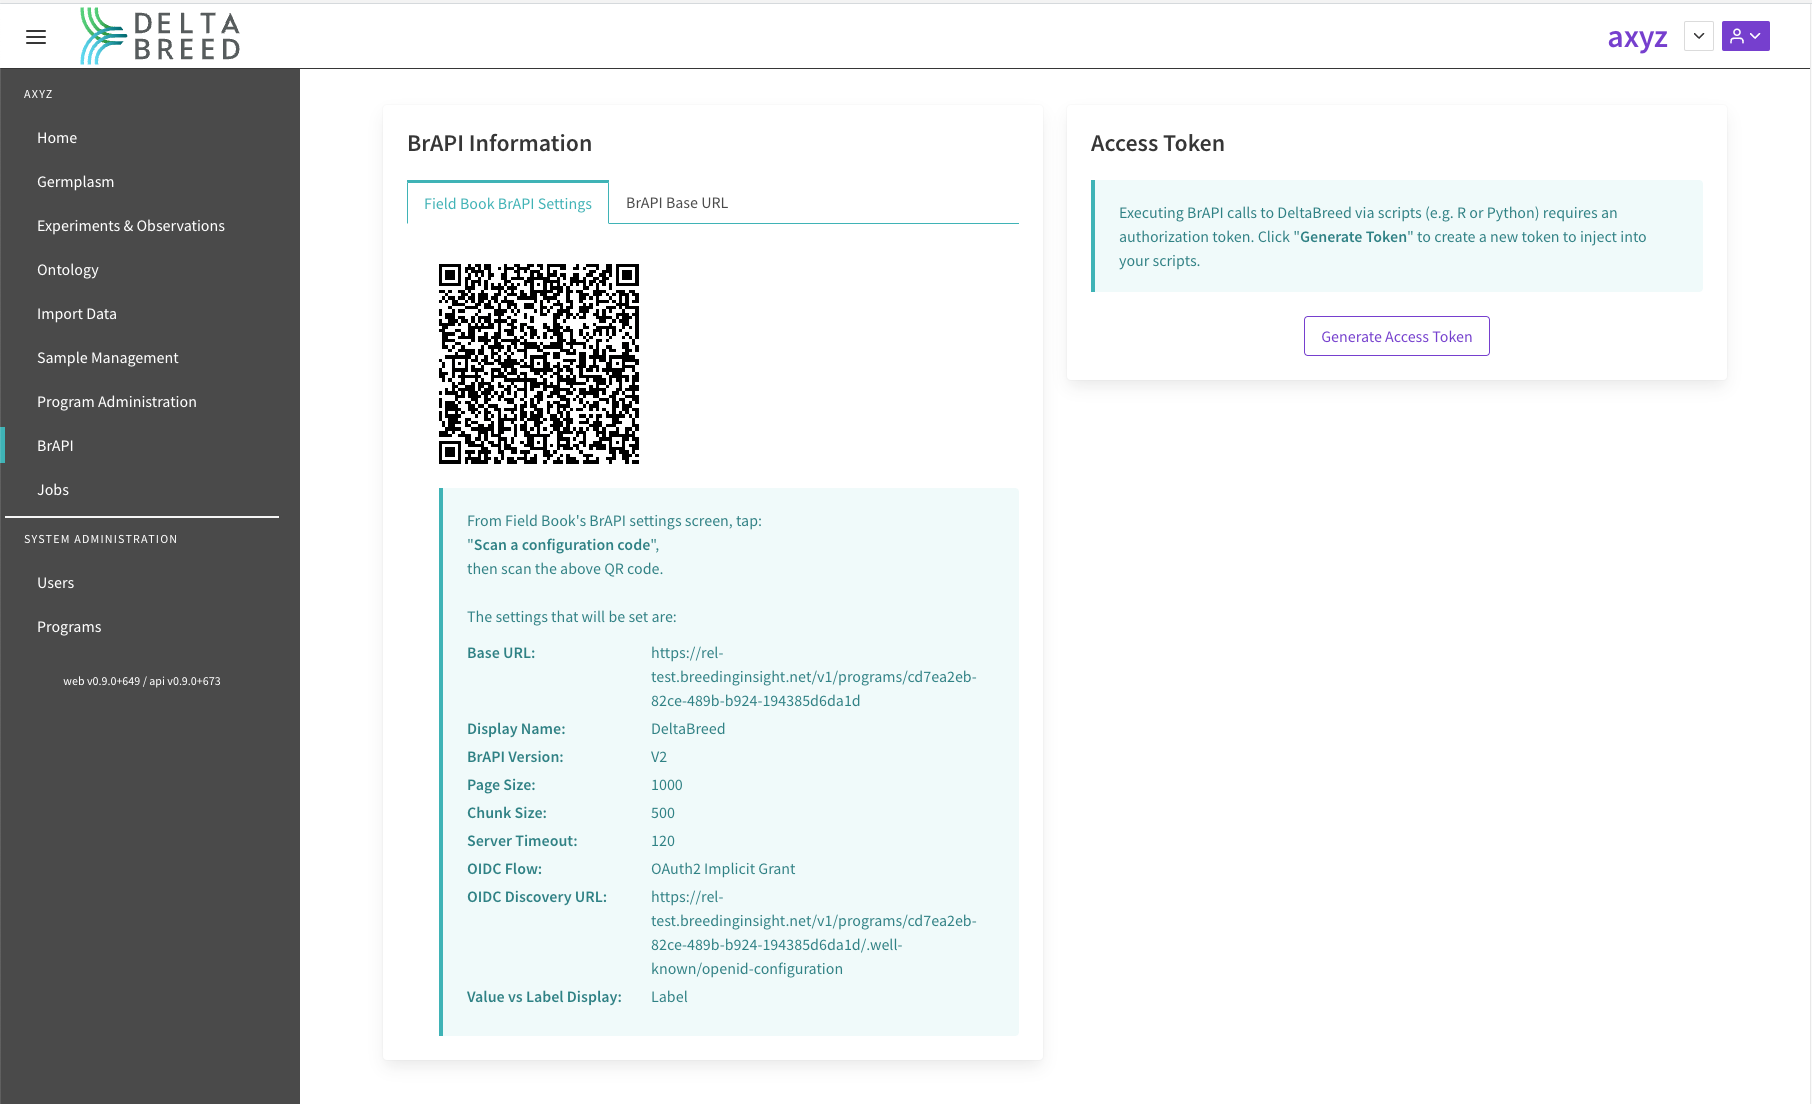 DELTA
BREED
axyz
AXYZ
Home
Germplasm
Experiments & Observations
Ontology
Import Data
Sample Management
Program Administration
BrAPI
Jobs
SYSTEM ADMINISTRATION
Users
Programs
web v0.9.0+649 / api v0.9.0+673
BrAPI Information
Field Book BrAPI Settings
BrAPI Base URL
From Field Book's BrAPI settings screen, tap:
"Scan a configuration code",
then scan the above QR code.
The settings that will be set are:
Base URL: https://rel-
test.breedinginsight.net/v1/programs/cd7ea2eb-
82ce-489b-b924-194385d6da1d
Display Name: DeltaBreed
BrAPI Version: V2
Page Size: 1000
Chunk Size: 500
Server Timeout: 120
OIDC Flow: OAuth2 Implicit Grant
OIDC Discovery URL: https://rel-
test.breedinginsight.net/v1/programs/cd7ea2eb-
82ce-489b-b924-194385d6da1d/.well-
known/openid-configuration
Value vs Label Display: Label
Access Token
Executing BrAPI calls to DeltaBreed via scripts (e.g. R or Python) requires an
authorization token. Click "Generate Token" to create a new token to inject into
your scripts.
Generate Access Token